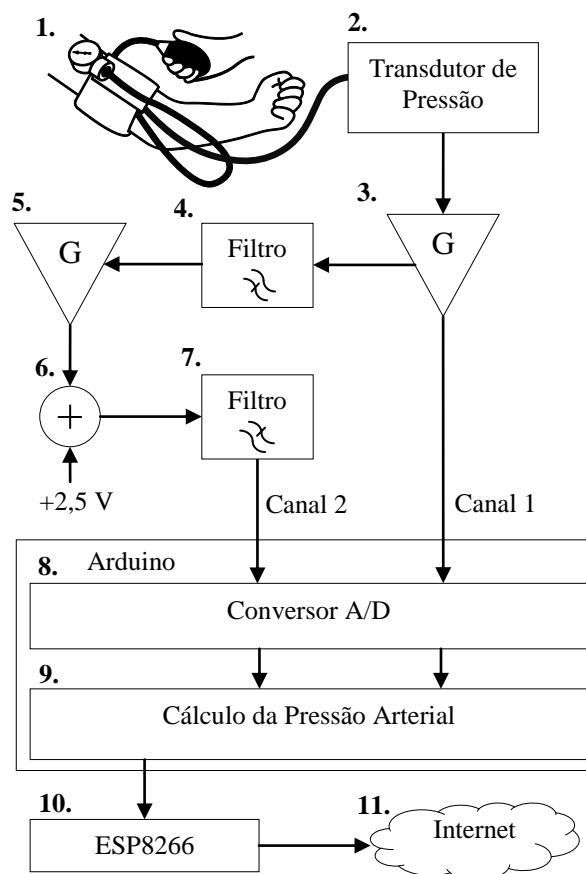 1.
2.
Transdutor de
Pressão
3.
G
4.
Filtro
5.
G
6.
+
+2,5 V
7.
Filtro
Canal 2
Canal 1
Arduino
8.
Conversor A/D
9.
Cálculo da Pressão Arterial
10.
ESP8266
11.
Internet